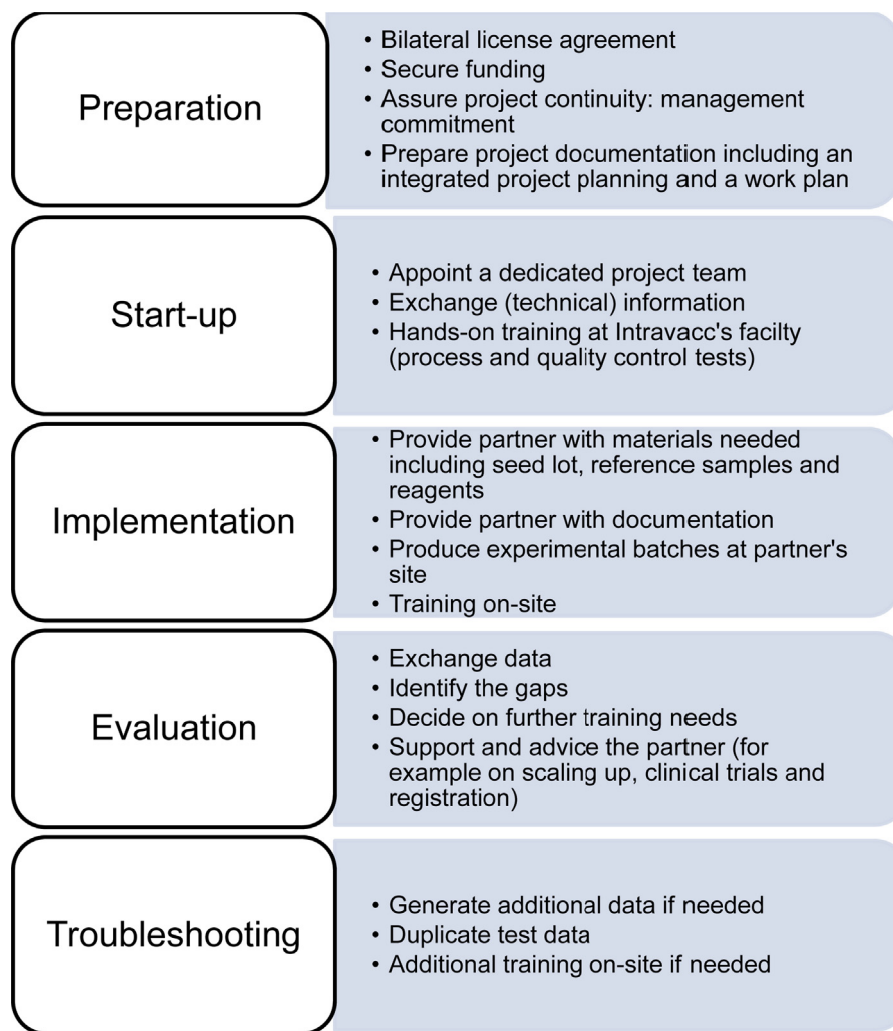 Preparation
• Bilateral license agreement
• Secure funding
• Assure project continuity: management
commitment
• Prepare project documentation including an
integrated project planning and a work plan
Start-up
• Appoint a dedicated project team
• Exchange (technical) information
• Hands-on training at Intravacc's facilty
(process and quality control tests)
Implementation
• Provide partner with materials needed
including seed lot, reference samples and
reagents
• Provide partner with documentation
• Produce experimental batches at partner's
site
• Training on-site
Evaluation
• Exchange data
• Identify the gaps
• Decide on further training needs
• Support and advice the partner (for
example on scaling up, clinical trials and
registration)
Troubleshooting
• Generate additional data if needed
• Duplicate test data
• Additional training on-site if needed